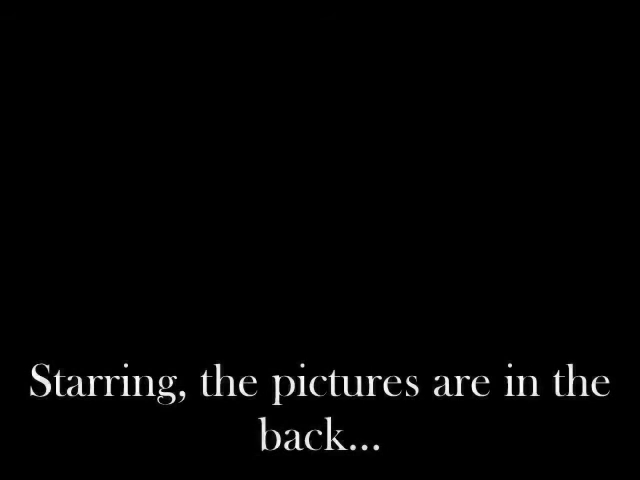 Starring, the pictures are in the
back...